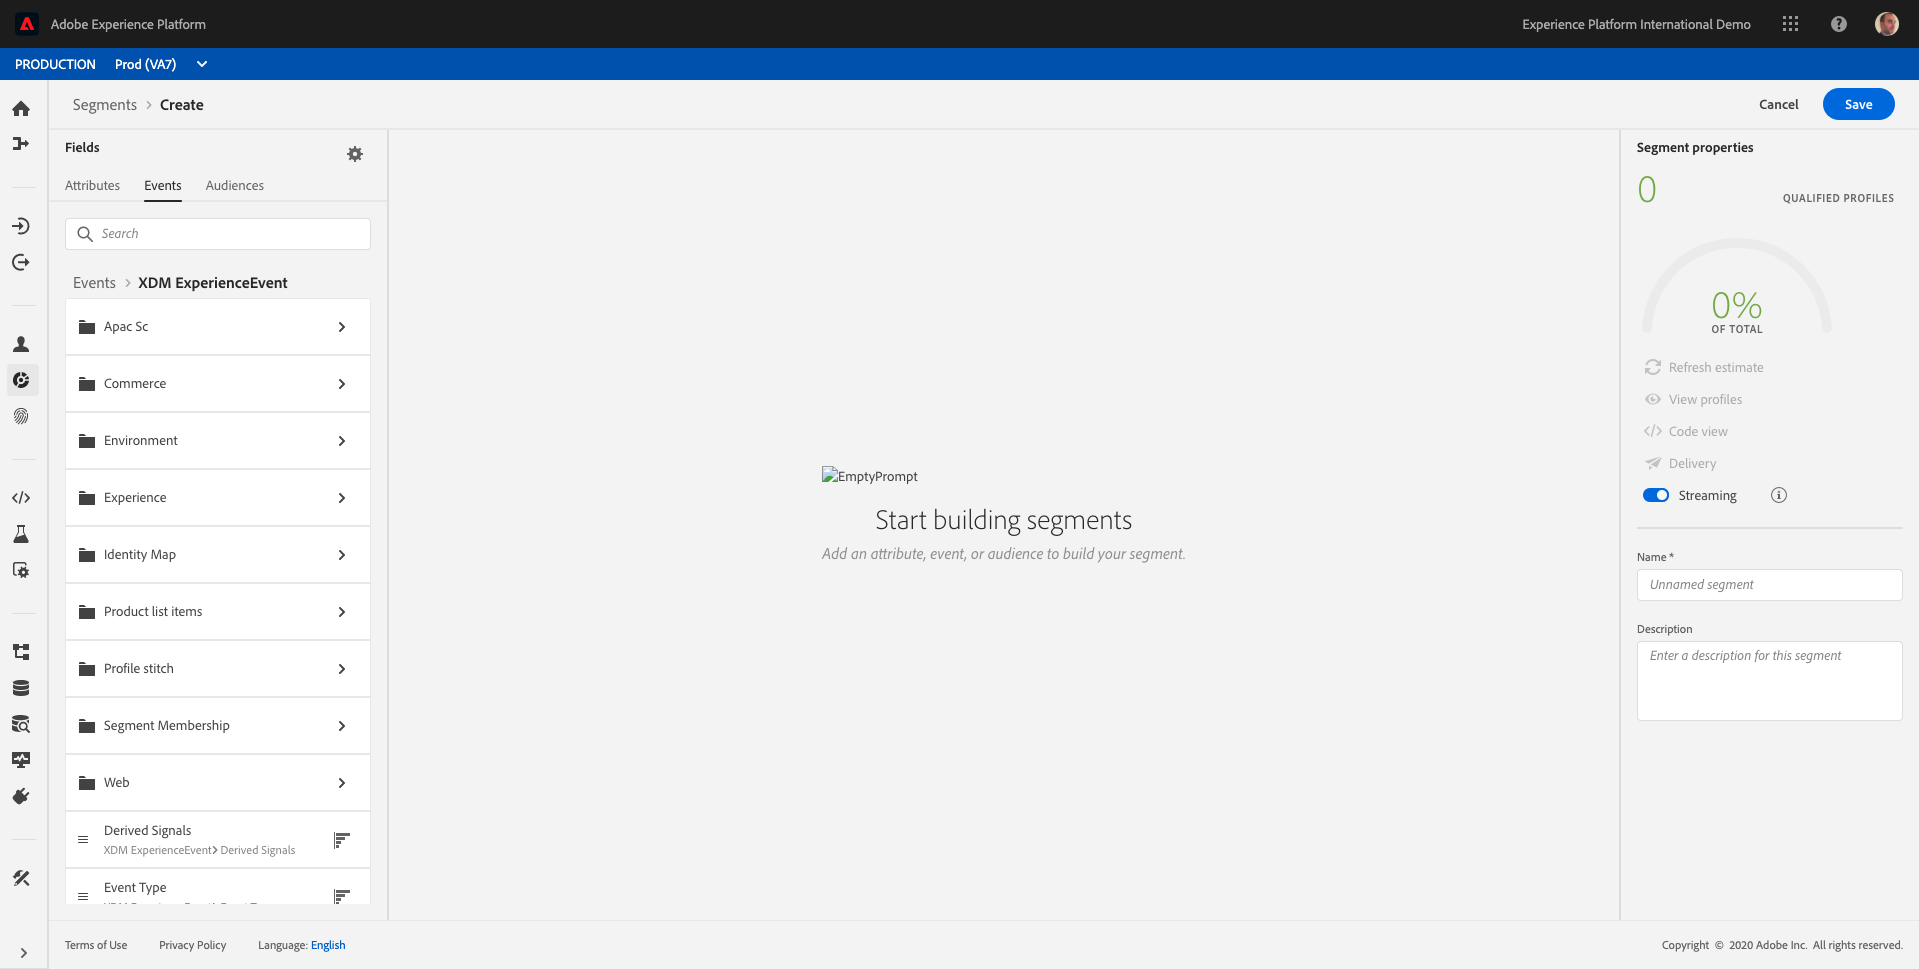 Adobe Experience Platform
Experience Platform International Demo
PRODUCTION Prod (VA7)
Segments > Create
Cancel
Save
Fields
Attributes Events Audiences
Search
Events > XDM ExperienceEvent
Apac Sc
Commerce
Environment
Experience
Identity Map
Product list items
Profile stitch
Segment Membership
Web
Derived Signals
XDM ExperienceEvent> Derived Signals
Event Type
EmptyPrompt
Start building segments
Add an attribute, event, or audience to build your segment.
Segment properties
0
QUALIFIED PROFILES
0%
OF TOTAL
Refresh estimate
View profiles
</> Code view
Delivery
Streaming
Name *
Unnamed segment
Description
Enter a description for this segment
Terms of Use Privacy Policy Language: English
Copyright © 2020 Adobe Inc. All rights reserved.